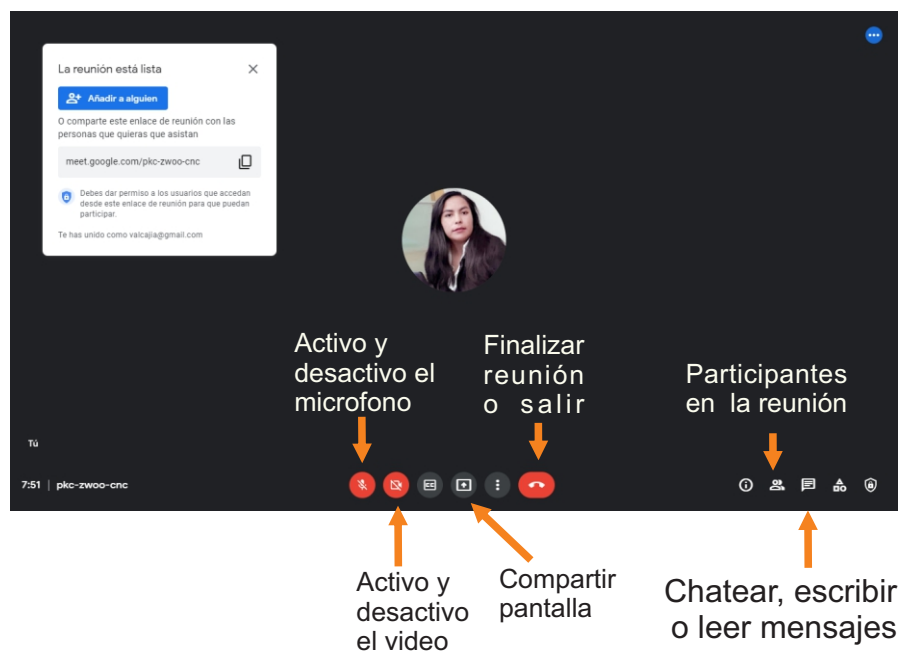 La reunión está lista
Añadir a alguien
O comparte este enlace de reunión con las
personas que quieras que asistan
meet.google.com/pkc-zwoo-cnc
Debes dar permiso a los usuarios que accedan
desde este enlace de reunión para que puedan
participar.
Te has unido como valcajia@gmail.com
Activo y
desactivo el
microfono
Finalizar
reunión
o salir
Participantes
en la reunión
Tú
7:51 | pkc-zwoo-cnc
Activo y
desactivo
el video
Compartir
pantalla
Chatear, escribir
o leer mensajes